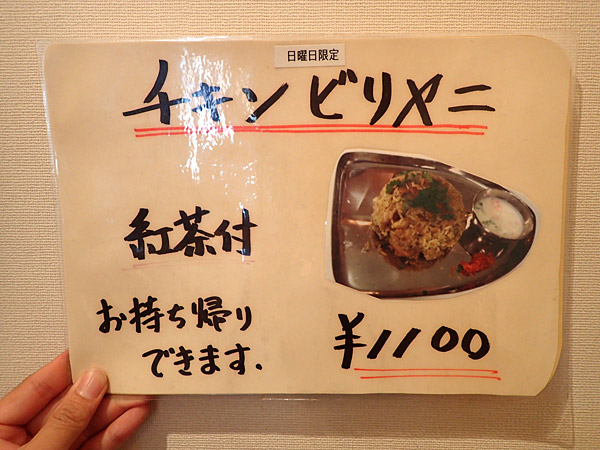 日曜日限定
チキンビリヤニ
紅茶付
お持ち帰り
できます.
¥1100